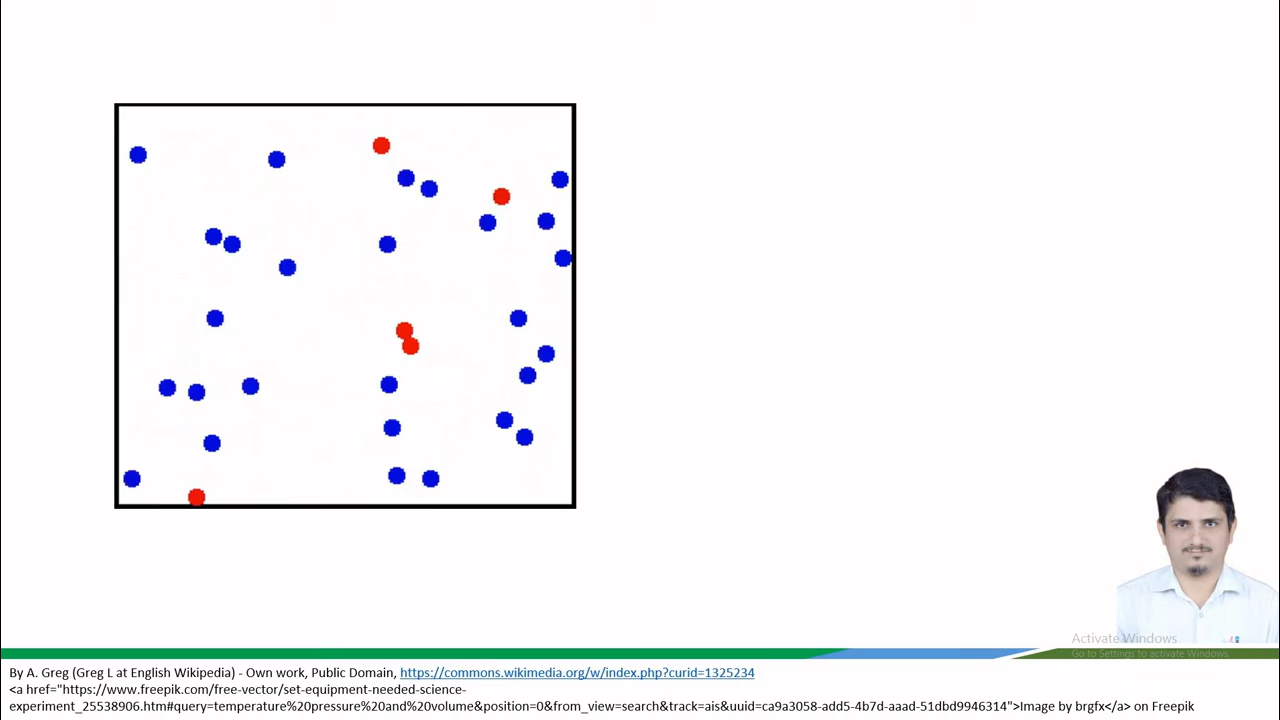 Activate Windows
Go to Settings to activate Windows.
By A. Greg (Greg L at English Wikipedia) - Own work, Public Domain, https://commons.wikimedia.org/w/index.php?curid=1325234
<a href="https://www.freepik.com/free-vector/set-equipment-needed-science-
experiment_25538906.htm#query=temperature%20pressure%20and%20volume&position=0&from_view=search&track=ais&uuid=ca9a3058-add5-4b7d-aaad-51dbd9946314">Image by brgfx</a> on Freepik